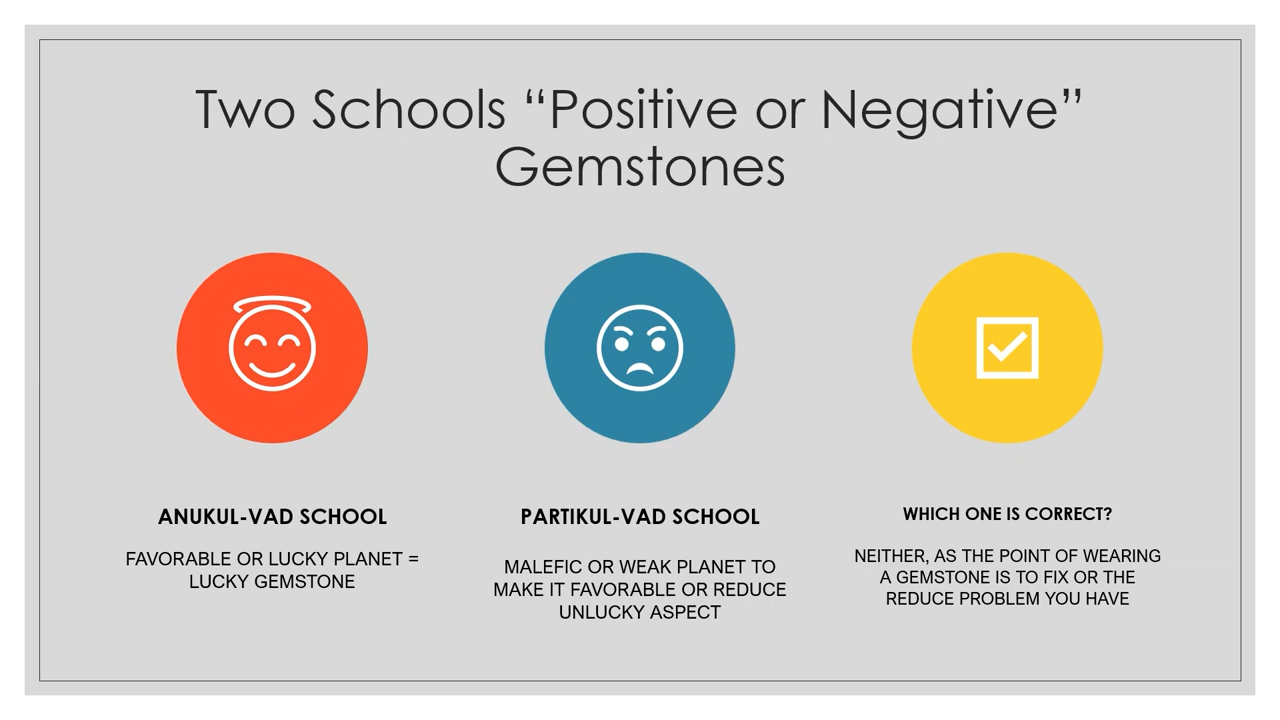 Two Schools “Positive or Negative”
Gemstones
ANUKUL-VAD SCHOOL
FAVORABLE OR LUCKY PLANET =
LUCKY GEMSTONE
PARTIKUL-VAD SCHOOL
MALEFIC OR WEAK PLANET TO
MAKE IT FAVORABLE OR REDUCE
UNLUCKY ASPECT
WHICH ONE IS CORRECT?
NEITHER, AS THE POINT OF WEARING
A GEMSTONE IS TO FIX OR THE
REDUCE PROBLEM YOU HAVE